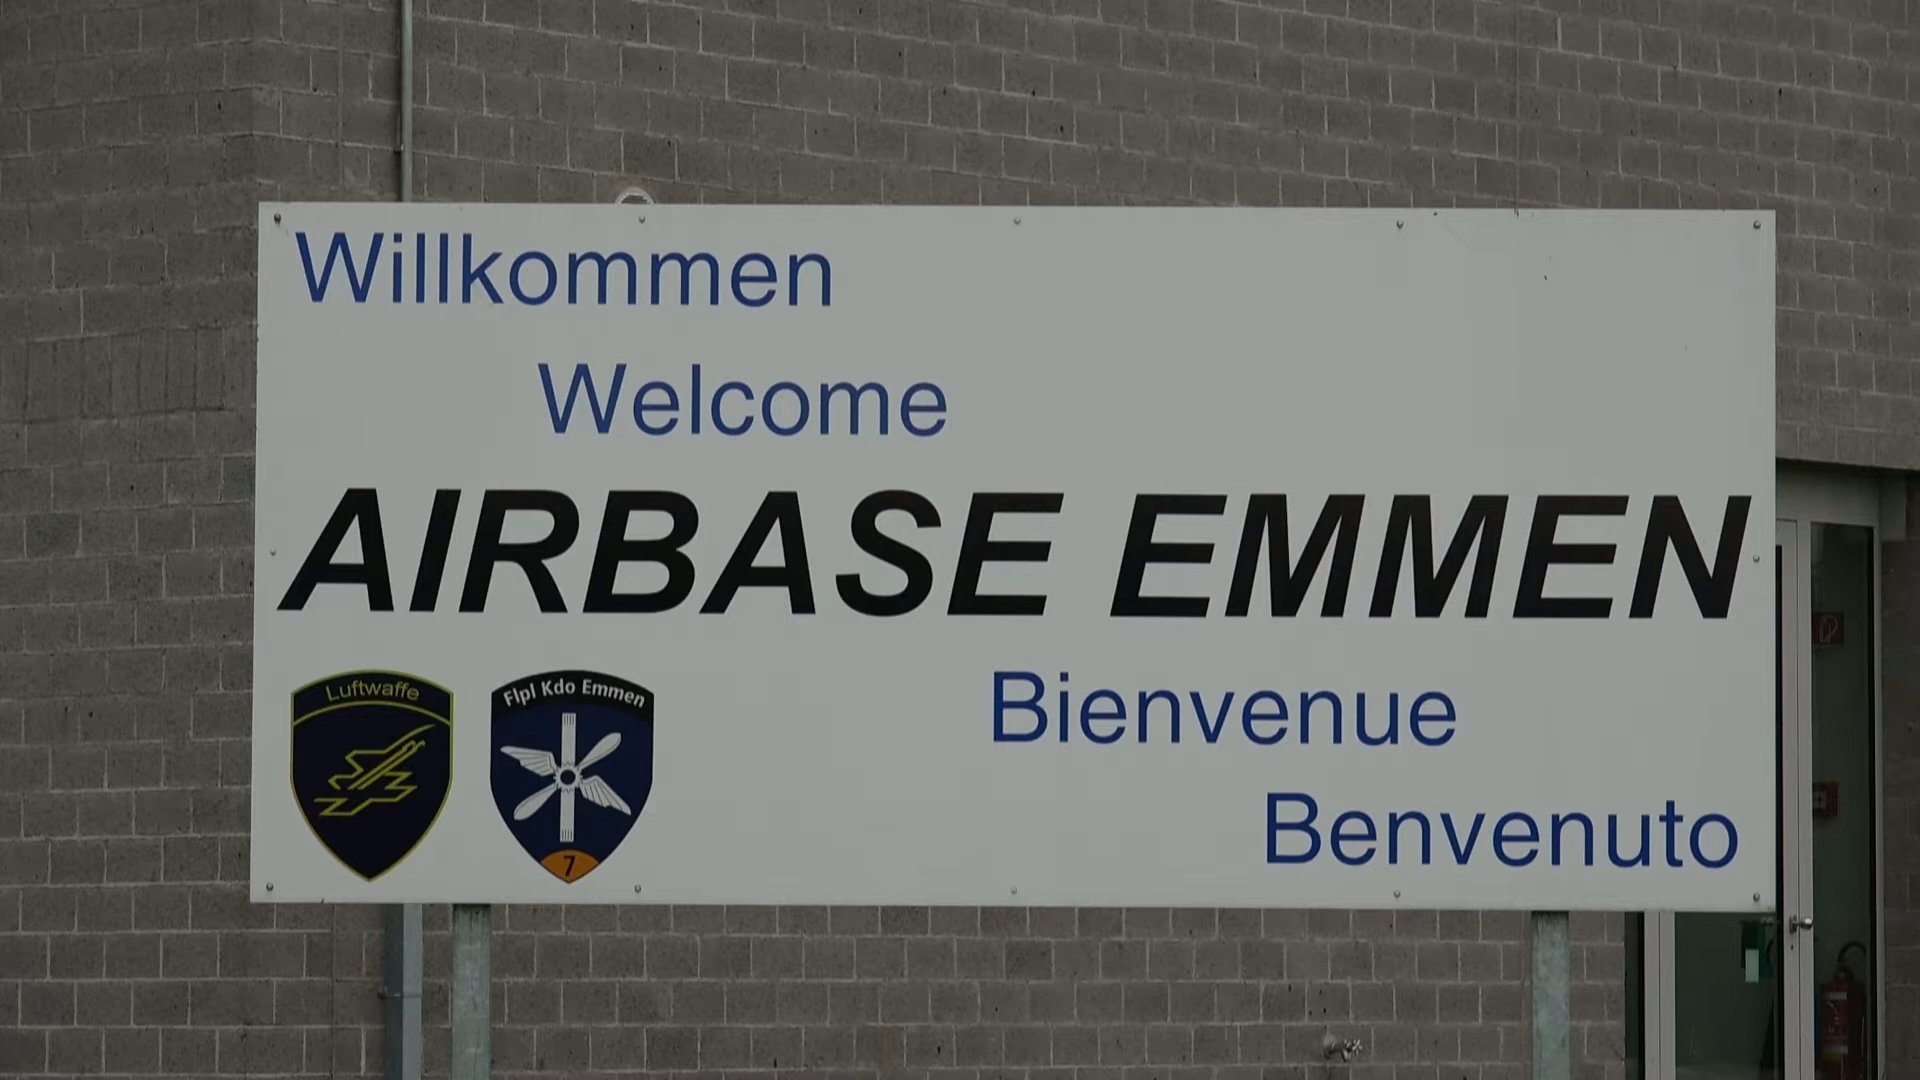 Willkommen
Welcome
AIRBASE EMMEN
Luftwaffe
Flpl Kdo Emmen
7
Bienvenue
Benvenuto